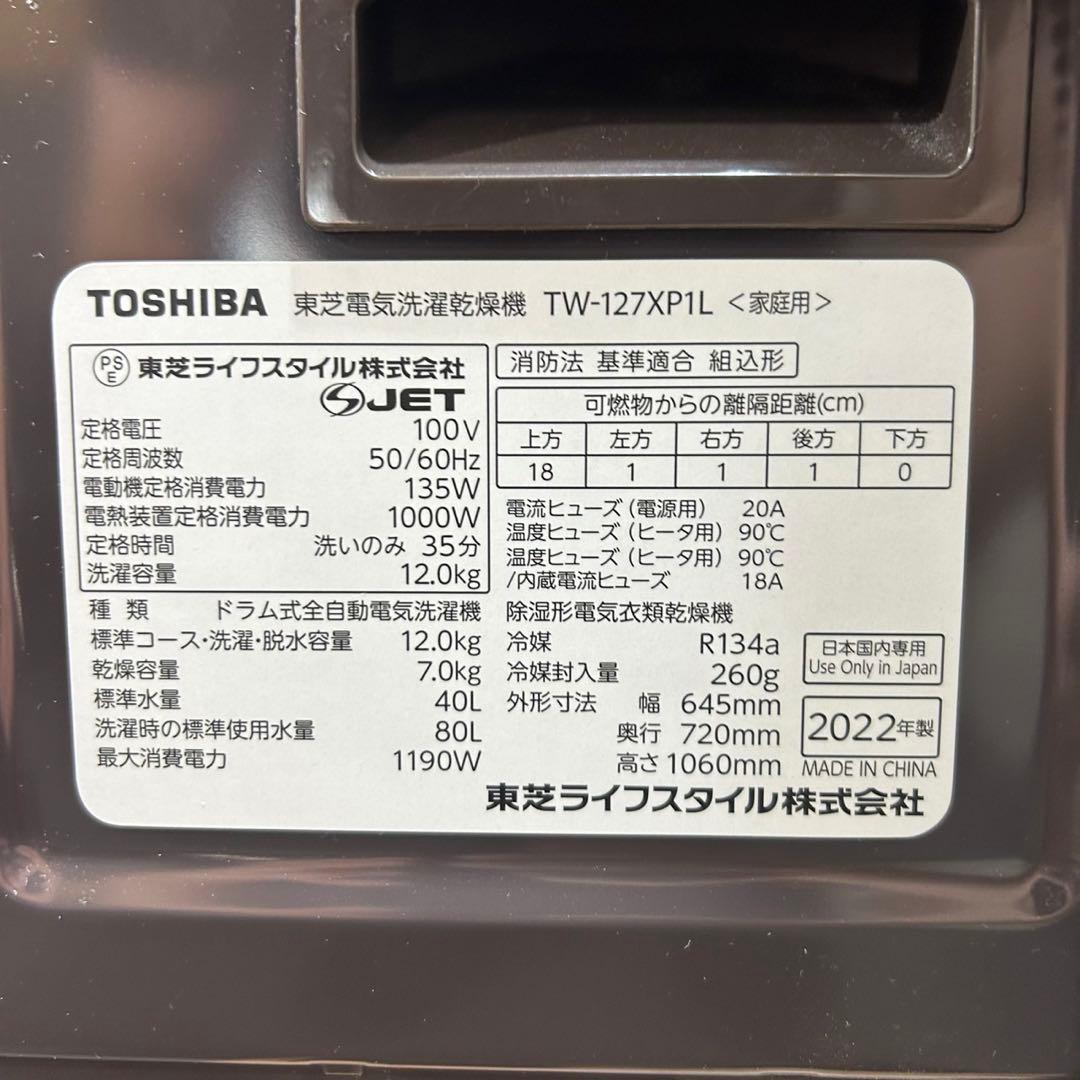 TOSHIBA 東芝電気洗濯乾燥機 TW-127XP1L <家庭用>
PSE 東芝ライフスタイル株式会社
JET
定格電圧 100V
定格周波数 50/60Hz
電動機定格消費電力 135W
電熱装置定格消費電力 1000W
定格時間 洗いのみ 35分
洗濯容量 12.0kg
種 類 ドラム式全自動電気洗濯機
標準コース・洗濯・脱水容量 12.0kg
乾燥容量 7.0kg
標準水量 40L
洗濯時の標準使用水量 80L
最大消費電力 1190W
消防法 基準適合 組込形
可燃物からの離隔距離(cm)
上方 左方 右方 後方 下方
18 1 1 1 0
電流ヒューズ(電源用) 20A
温度ヒューズ(ヒータ用) 90℃
温度ヒューズ(ヒータ用) 90℃
/内蔵電流ヒューズ 18A
除湿形電気衣類乾燥機
冷媒 R134a
冷媒封入量 260g
外形寸法 幅 645mm
奥行 720mm
高さ 1060mm
日本国内専用
Use Only in Japan
2022年製
MADE IN CHINA
東芝ライフスタイル株式会社